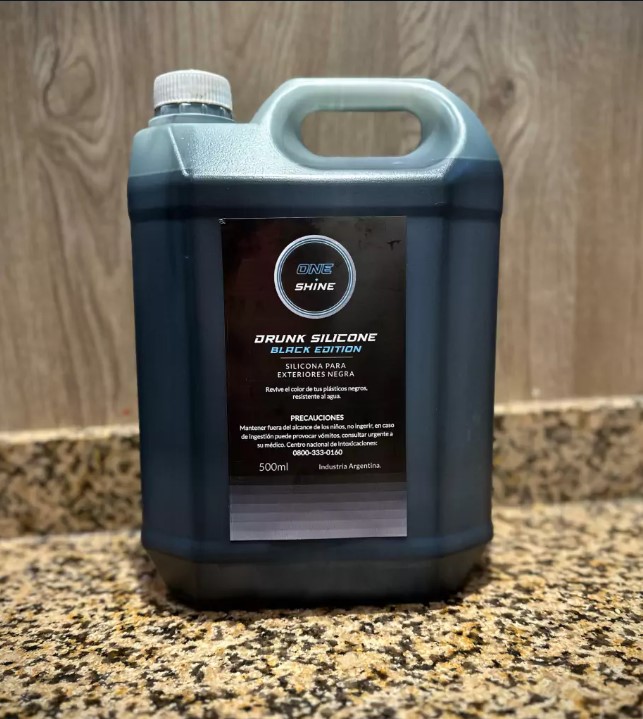 ONE
SHINE
DRUNK SILICONE
BLACK EDITION
SILICONA PARA
EXTERIORES NEGRA
Revive el color de tus plásticos negros,
resistente al agua.
PRECAUCIONES
Mantener fuera del alcance de los niños, no ingerir, en caso
de ingestión puede provocar vómitos, consultar urgente a
su médico. Centro nacional de intoxicaciones:
0800-333-0160
500ml Industria Argentina.